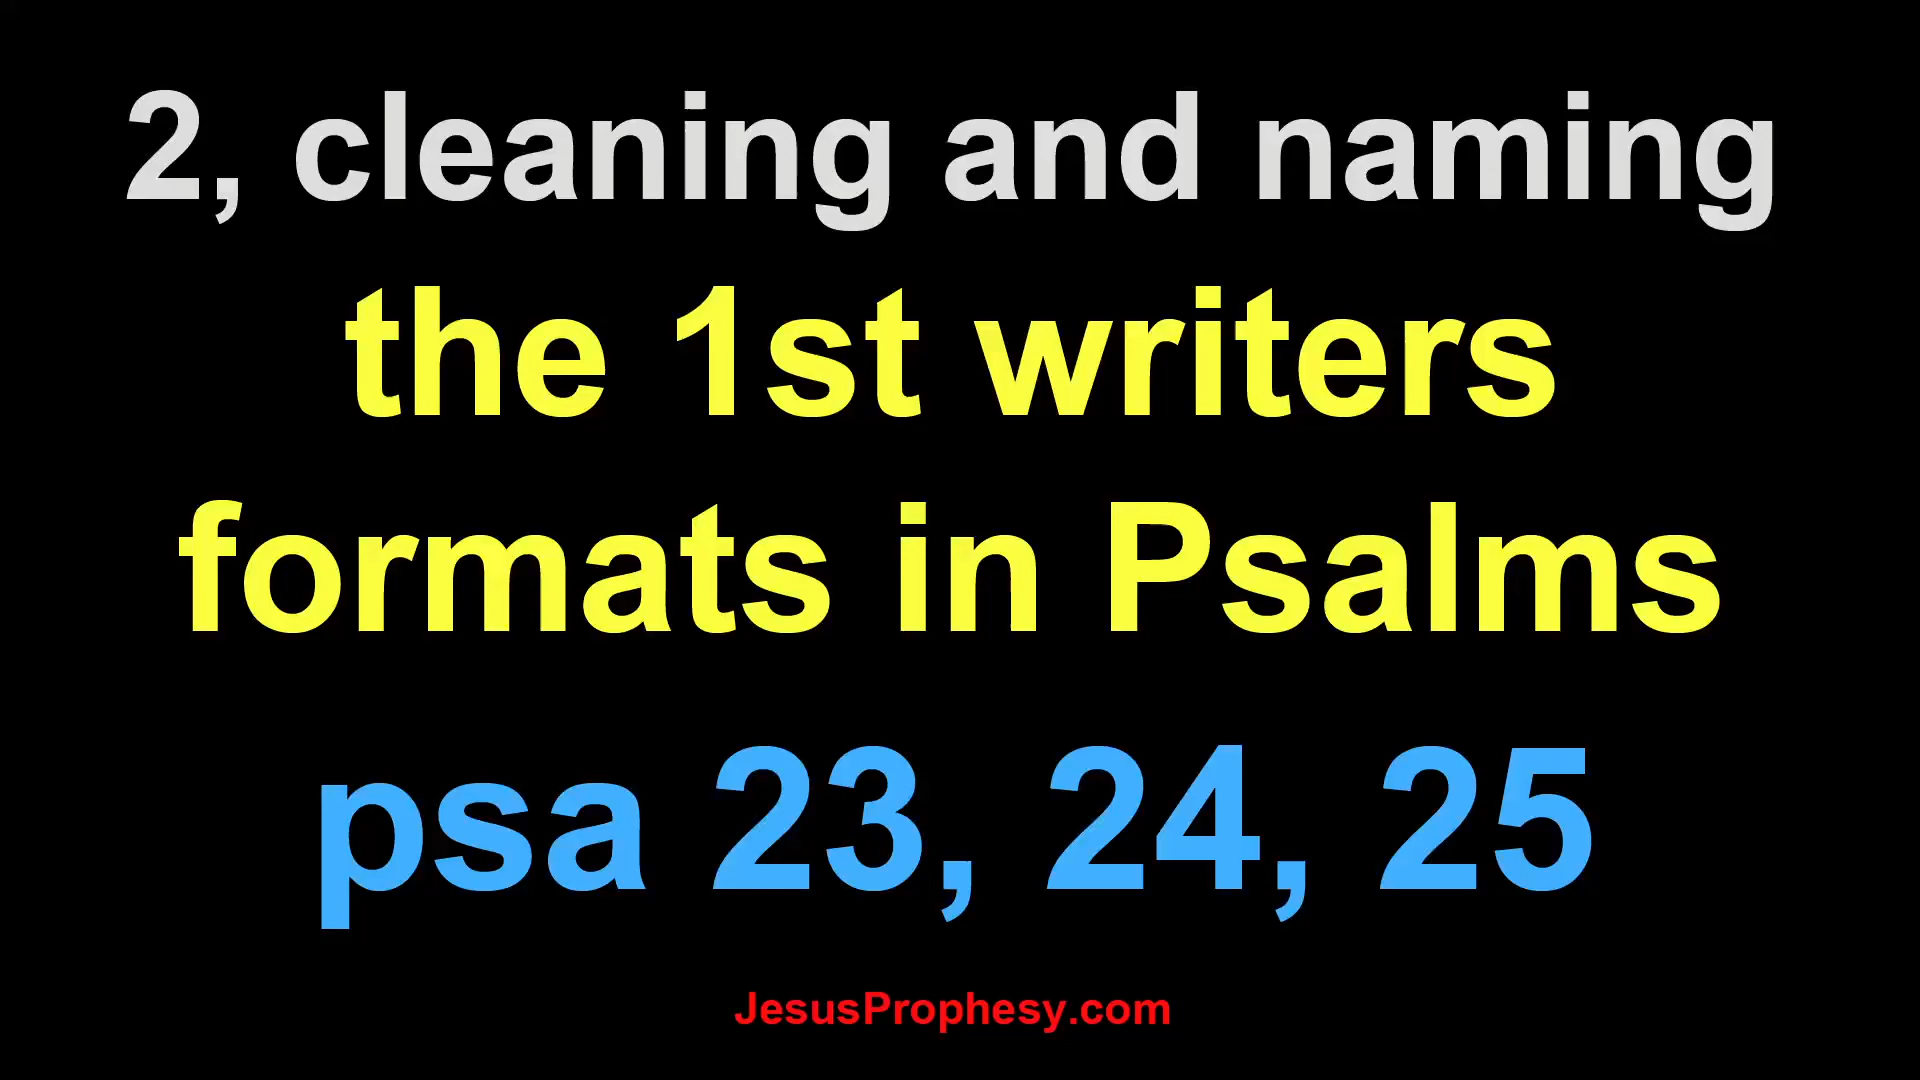 2, cleaning and naming
the 1st writers
formats in Psalms
psa 23, 24, 25
JesusProphesy.com